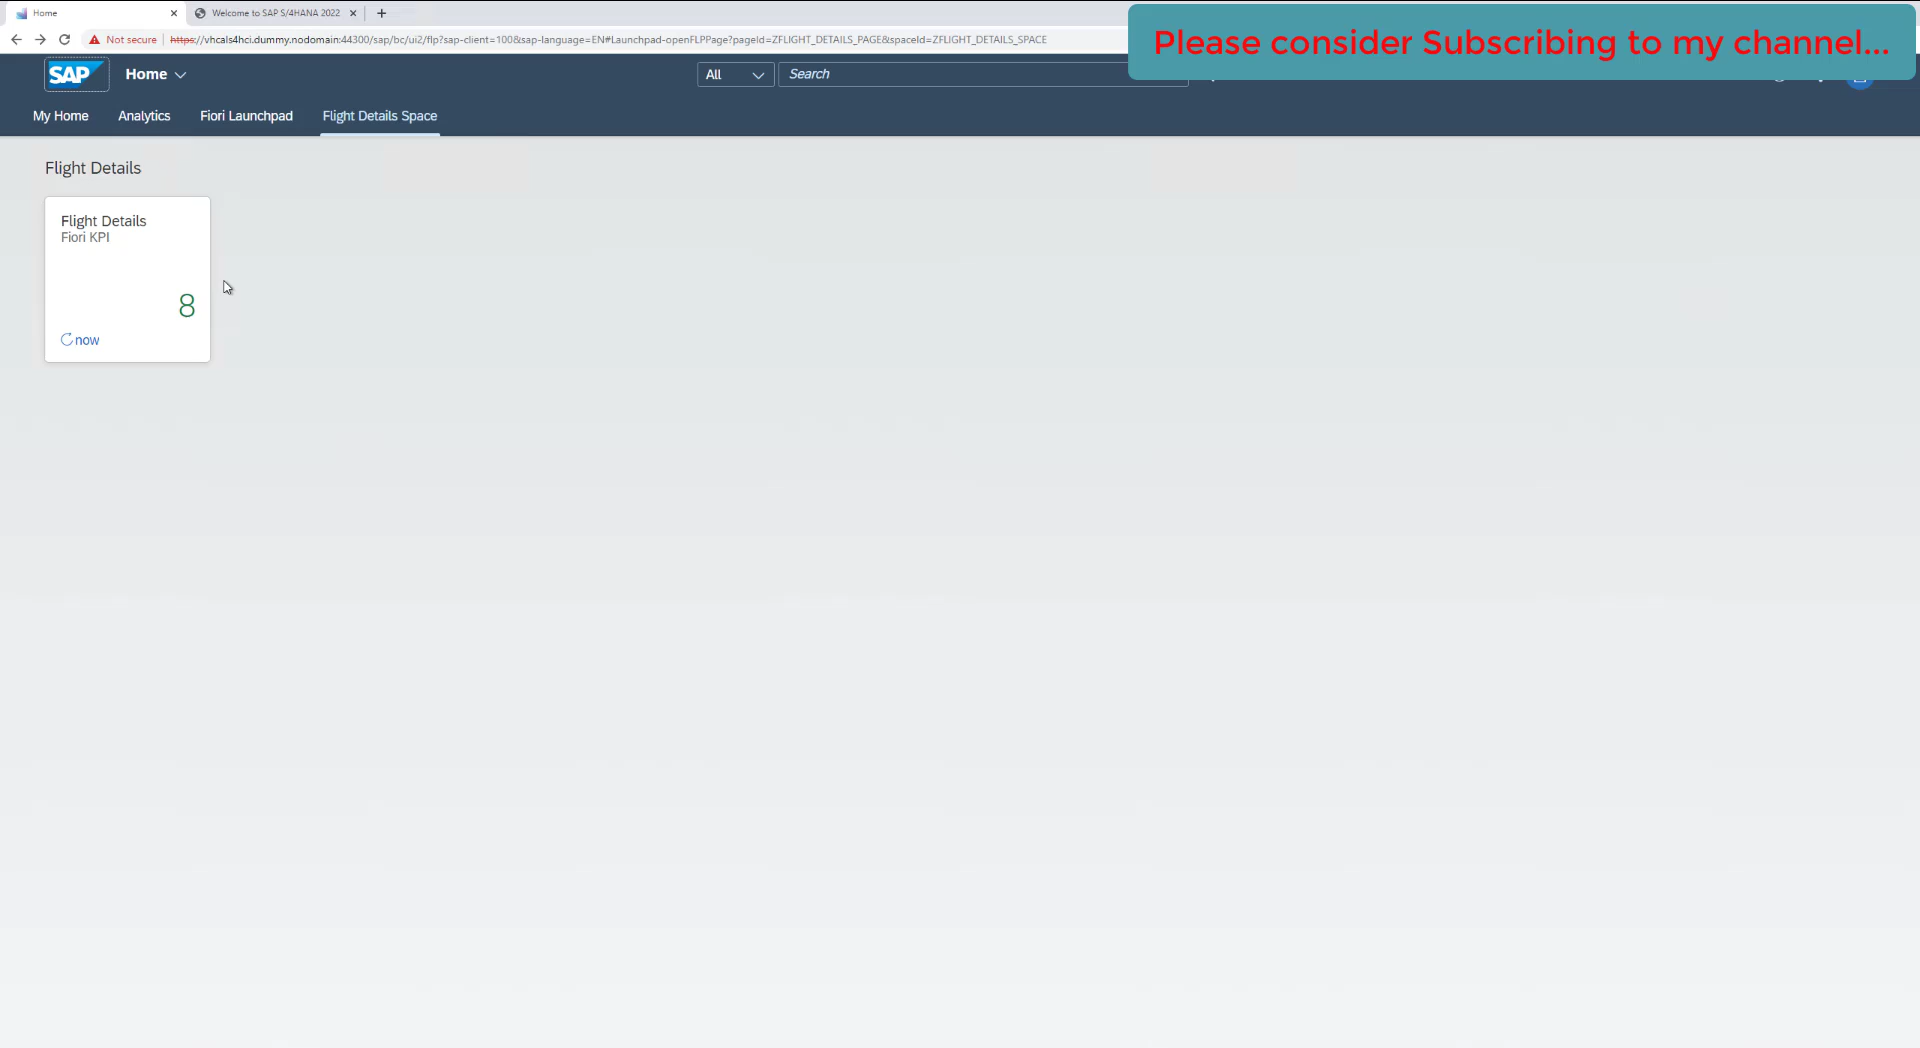 Home
Welcome to SAP S/4HANA 2022
Please consider Subscribing to my channel...
Not secure
https://vhcals4hci.dummy.nodomain:44300/sap/bc/ui2/flp?sap-client=100&sap-language=EN#Launchpad-openFLPPage?pageId=ZFLIGHT_DETAILS_PAGE&spaceId=ZFLIGHT_DETAILS_SPACE
SAP
Home
All
Search
My Home
Analytics
Fiori Launchpad
Flight Details Space
Flight Details
Flight Details
Fiori KPI
8
now